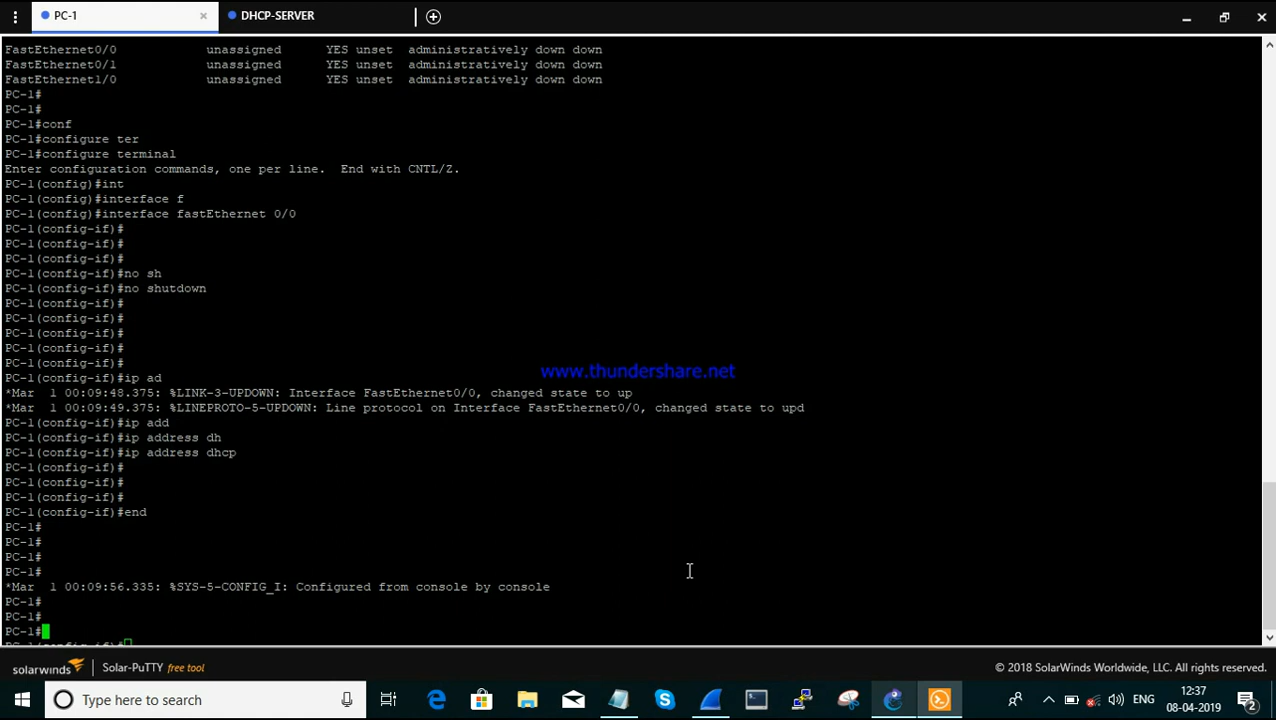 PC-1
DHCP-SERVER
FastEthernet0/0 unassigned YES unset administratively down down
FastEthernet0/1 unassigned YES unset administratively down down
FastEthernet1/0 unassigned YES unset administratively down down
PC-1#
PC-1#
PC-1#conf
PC-1#configure ter
PC-1#configure terminal
Enter configuration commands, one per line. End with CNTL/Z.
PC-1(config)#int
PC-1(config)#interface f
PC-1(config)#interface fastEthernet 0/0
PC-1(config-if)#
PC-1(config-if)#
PC-1(config-if)#
PC-1(config-if)#no sh
PC-1(config-if)#no shutdown
PC-1(config-if)#
PC-1(config-if)#
PC-1(config-if)#
PC-1(config-if)#
PC-1(config-if)#
www.thundershare.net
PC-1(config-if)#ip ad
*Mar 1 00:09:48.375: %LINK-3-UPDOWN: Interface FastEthernet0/0, changed state to up
*Mar 1 00:09:49.375: %LINEPROTO-5-UPDOWN: Line protocol on Interface FastEthernet0/0, changed state to upd
PC-1(config-if)#ip add
PC-1(config-if)#ip address dh
PC-1(config-if)#ip address dhcp
PC-1(config-if)#
PC-1(config-if)#
PC-1(config-if)#
PC-1(config-if)#end
PC-1#
PC-1#
PC-1#
PC-1#
*Mar 1 00:09:56.335: %SYS-5-CONFIG_I: Configured from console by console
PC-1#
PC-1#
PC-1#
solarwinds Solar-PuTTY free tool
© 2018 SolarWinds Worldwide, LLC. All rights reserved.
Type here to search
ENG
12:37
08-04-2019
2